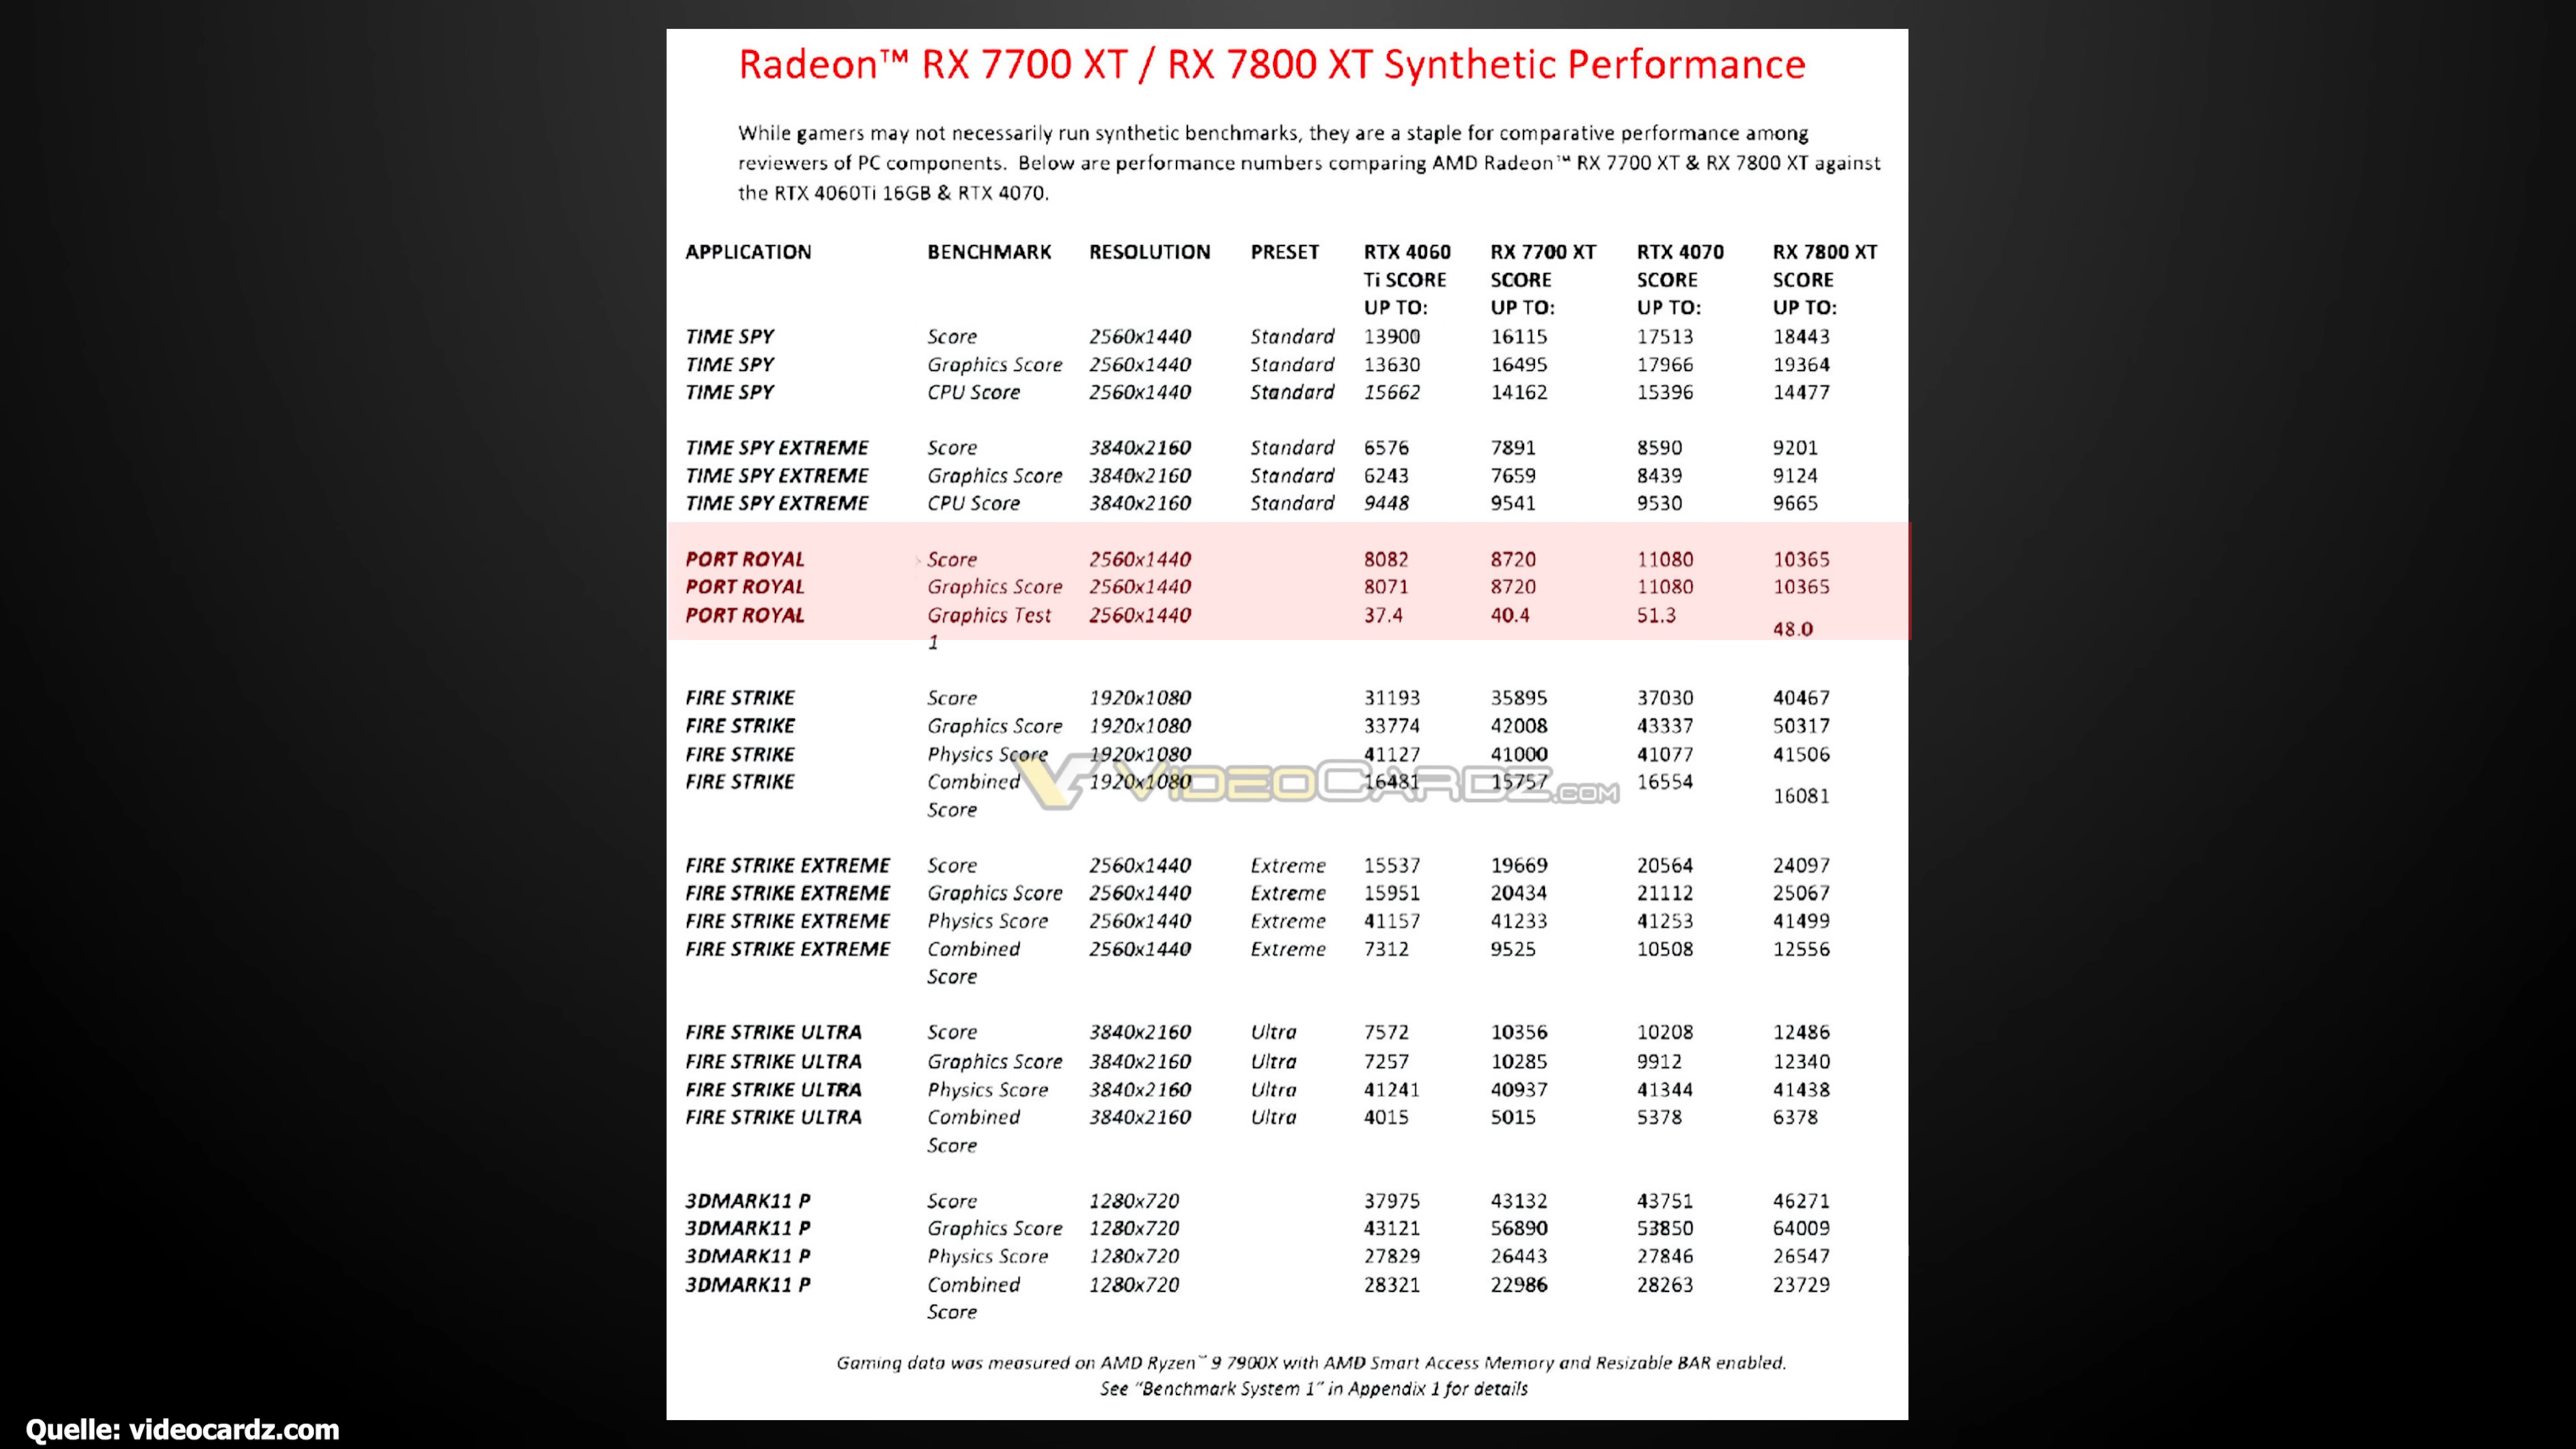 Radeon™ RX 7700 XT / RX 7800 XT Synthetic Performance
While gamers may not necessarily run synthetic benchmarks, they are a staple for comparative performance among
reviewers of PC components. Below are performance numbers comparing AMD Radeon™ RX 7700 XT & RX 7800 XT against
the RTX 4060Ti 16GB & RTX 4070.
APPLICATION BENCHMARK RESOLUTION PRESET RTX 4060 RX 7700 XT RTX 4070 RX 7800 XT
Ti SCORE SCORE SCORE SCORE
UP TO: UP TO: UP TO: UP TO:
TIME SPY Score 2560x1440 Standard 13900 16115 17513 18443
TIME SPY Graphics Score 2560x1440 Standard 13630 16495 17966 19364
TIME SPY CPU Score 2560x1440 Standard 15662 14162 15396 14477
TIME SPY EXTREME Score 3840x2160 Standard 6576 7891 8590 9201
TIME SPY EXTREME Graphics Score 3840x2160 Standard 6243 7659 8439 9124
TIME SPY EXTREME CPU Score 3840x2160 Standard 9448 9541 9530 9665
PORT ROYAL Score 2560x1440 8082 8720 11080 10365
PORT ROYAL Graphics Score 2560x1440 8071 8720 11080 10365
PORT ROYAL Graphics Test 2560x1440 37.4 40.4 51.3 48.0
1
FIRE STRIKE Score 1920x1080 31193 35895 37030 40467
FIRE STRIKE Graphics Score 1920x1080 33774 42008 43337 50317
FIRE STRIKE Physics Score 1920x1080 41127 41000 41077 41506
FIRE STRIKE Combined 1920x1080 16481 15757 16554 16081
Score
VIDEOCARDZ.COM
FIRE STRIKE EXTREME Score 2560x1440 Extreme 15537 19669 20564 24097
FIRE STRIKE EXTREME Graphics Score 2560x1440 Extreme 15951 20434 21112 25067
FIRE STRIKE EXTREME Physics Score 2560x1440 Extreme 41157 41233 41253 41499
FIRE STRIKE EXTREME Combined 2560x1440 Extreme 7312 9525 10508 12556
Score
FIRE STRIKE ULTRA Score 3840x2160 Ultra 7572 10356 10208 12486
FIRE STRIKE ULTRA Graphics Score 3840x2160 Ultra 7257 10285 9912 12340
FIRE STRIKE ULTRA Physics Score 3840x2160 Ultra 41241 40937 41344 41438
FIRE STRIKE ULTRA Combined 3840x2160 Ultra 4015 5015 5378 6378
Score
3DMARK11 P Score 1280x720 37975 43132 43751 46271
3DMARK11 P Graphics Score 1280x720 43121 56890 53850 64009
3DMARK11 P Physics Score 1280x720 27829 26443 27846 26547
3DMARK11 P Combined 1280x720 28321 22986 28263 23729
Score
Gaming data was measured on AMD Ryzen™ 9 7900X with AMD Smart Access Memory and Resizable BAR enabled.
See “Benchmark System 1” in Appendix 1 for details
Quelle: videocardz.com